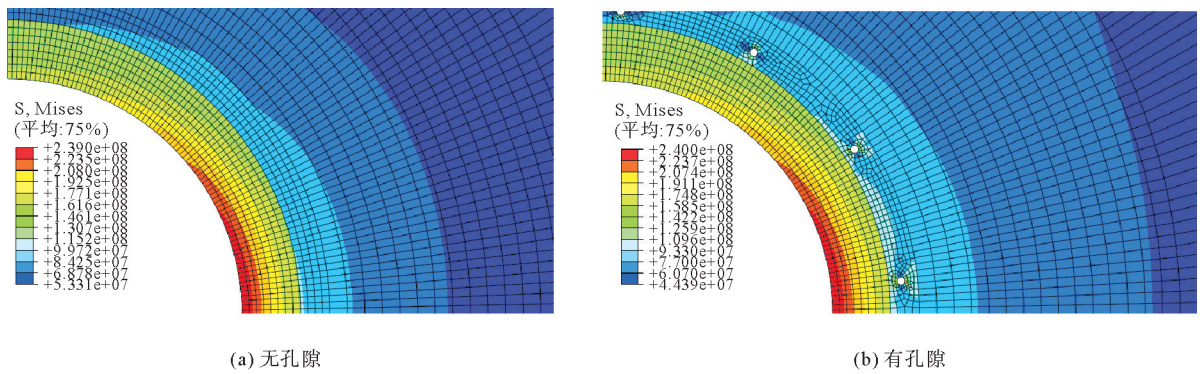 S, Mises
(平均:75%)
+2.390e+08
+2.235e+08
+2.080e+08
+1.925e+08
+1.771e+08
+1.616e+08
+1.461e+08
+1.307e+08
+1.152e+08
+9.972e+07
+8.425e+07
+6.878e+07
+5.331e+07
(a) 无孔隙
S, Mises
(平均:75%)
+2.400e+08
+2.237e+08
+2.074e+08
+1.911e+08
+1.748e+08
+1.585e+08
+1.422e+08
+1.259e+08
+1.096e+08
+9.330e+07
+7.700e+07
+6.070e+07
+4.439e+07
(b) 有孔隙